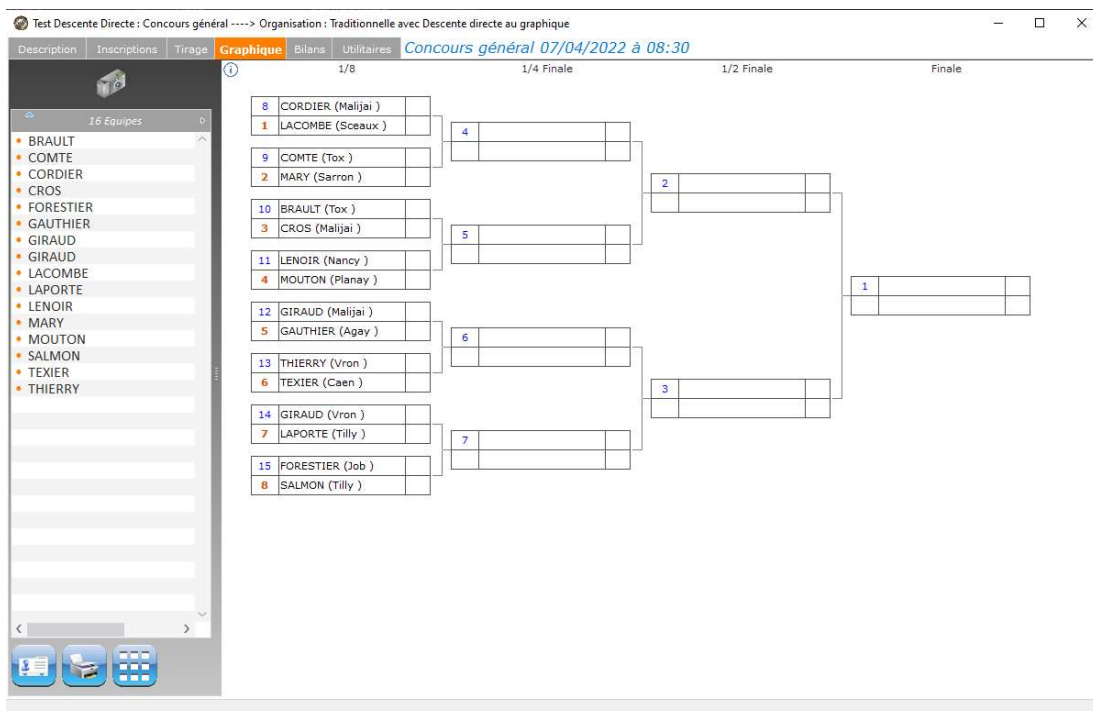 Test Descente Directe : Concours général ----> Organisation : Traditionnelle avec Descente directe au graphique
Description Inscriptions Tirage Graphique Bilans Utilitaires Concours général 07/04/2022 à 08:30
1/8 1/4 Finale 1/2 Finale Finale
16 Equipes
BRAULT
COMTE
CORDIER
CROS
FORESTIER
GAUTHIER
GIRAUD
GIRAUD
LACOMBE
LAPORTE
LENOIR
MARY
MOUTON
SALMON
TEXIER
THIERRY
8 CORDIER (Malijai )
1 LACOMBE (Sceaux )
9 COMTE (Tox )
2 MARY (Sarron )
10 BRAULT (Tox )
3 CROS (Malijai )
11 LENOIR (Nancy )
4 MOUTON (Planay )
12 GIRAUD (Malijai )
5 GAUTHIER (Agay )
13 THIERRY (Vron )
6 TEXIER (Caen )
14 GIRAUD (Vron )
7 LAPORTE (Tilly )
15 FORESTIER (Job )
8 SALMON (Tilly )
4
5
6
7
2
3
1